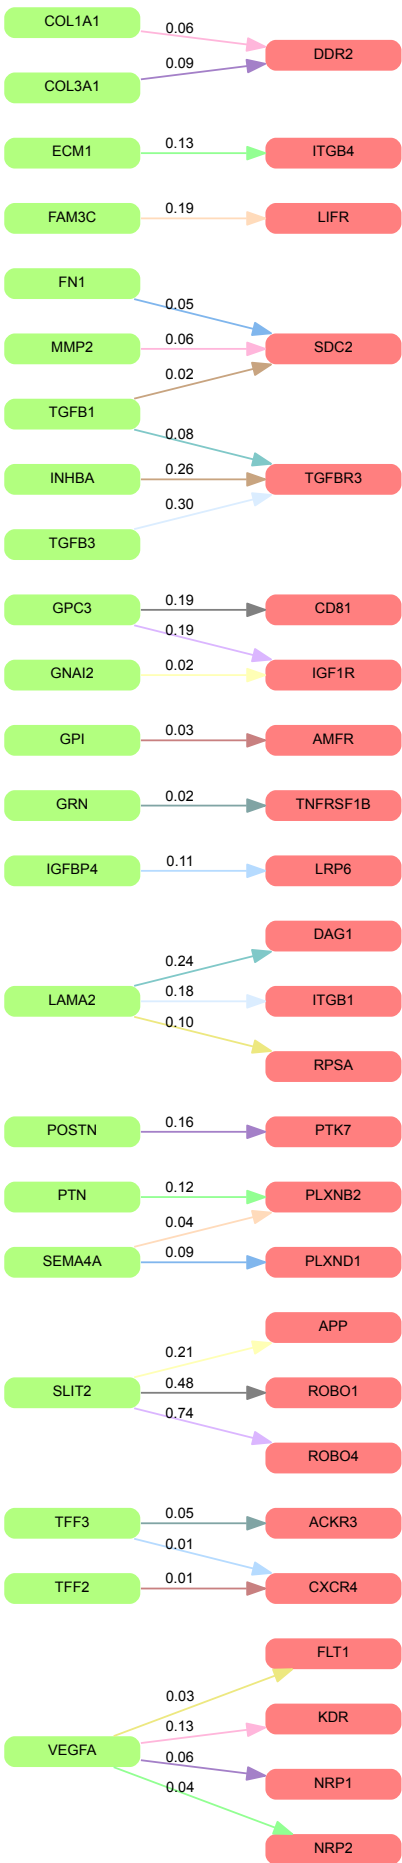 COL1A1
0.06
DDR2
COL3A1
0.09
ECM1
0.13
ITGB4
FAM3C
0.19
LIFR
FN1
0.05
MMP2
0.06
SDC2
0.02
TGFB1
0.08
INHBA
0.26
TGFBR3
0.30
TGFB3
GPC3
0.19
CD81
0.19
GNAI2
0.02
IGF1R
GPI
0.03
AMFR
GRN
0.02
TNFRSF1B
IGFBP4
0.11
LRP6
DAG1
0.24
LAMA2
0.18
ITGB1
0.10
RPSA
POSTN
0.16
PTK7
PTN
0.12
PLXNB2
0.04
SEMA4A
0.09
PLXND1
APP
0.21
SLIT2
0.48
ROBO1
0.74
ROBO4
TFF3
0.05
ACKR3
0.01
TFF2
0.01
CXCR4
FLT1
0.03
KDR
0.13
VEGFA
0.06
NRP1
0.04
NRP2